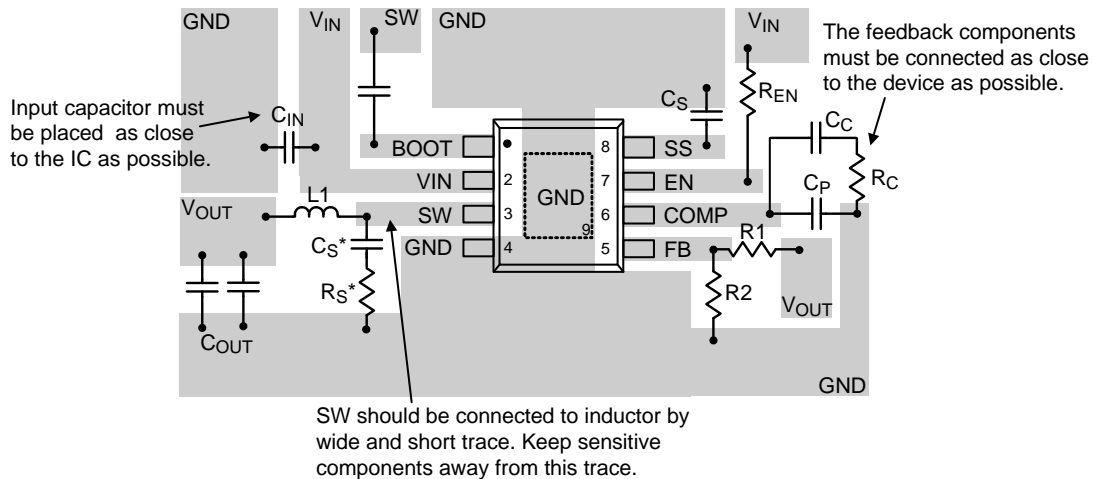 GND
VIN
SW
GND
VIN
The feedback components
must be connected as close
to the device as possible.
Input capacitor must
be placed as close
to the IC as possible.
CIN
CS
REN
CC
RC
CP
BOOT
8
SS
VIN
2
GND
7
EN
VOUT
L1
SW
3
6
COMP
CS*
GND
4
9
5
FB
R1
RS*
R2
VOUT
COUT
GND
SW should be connected to inductor by
wide and short trace. Keep sensitive
components away from this trace.